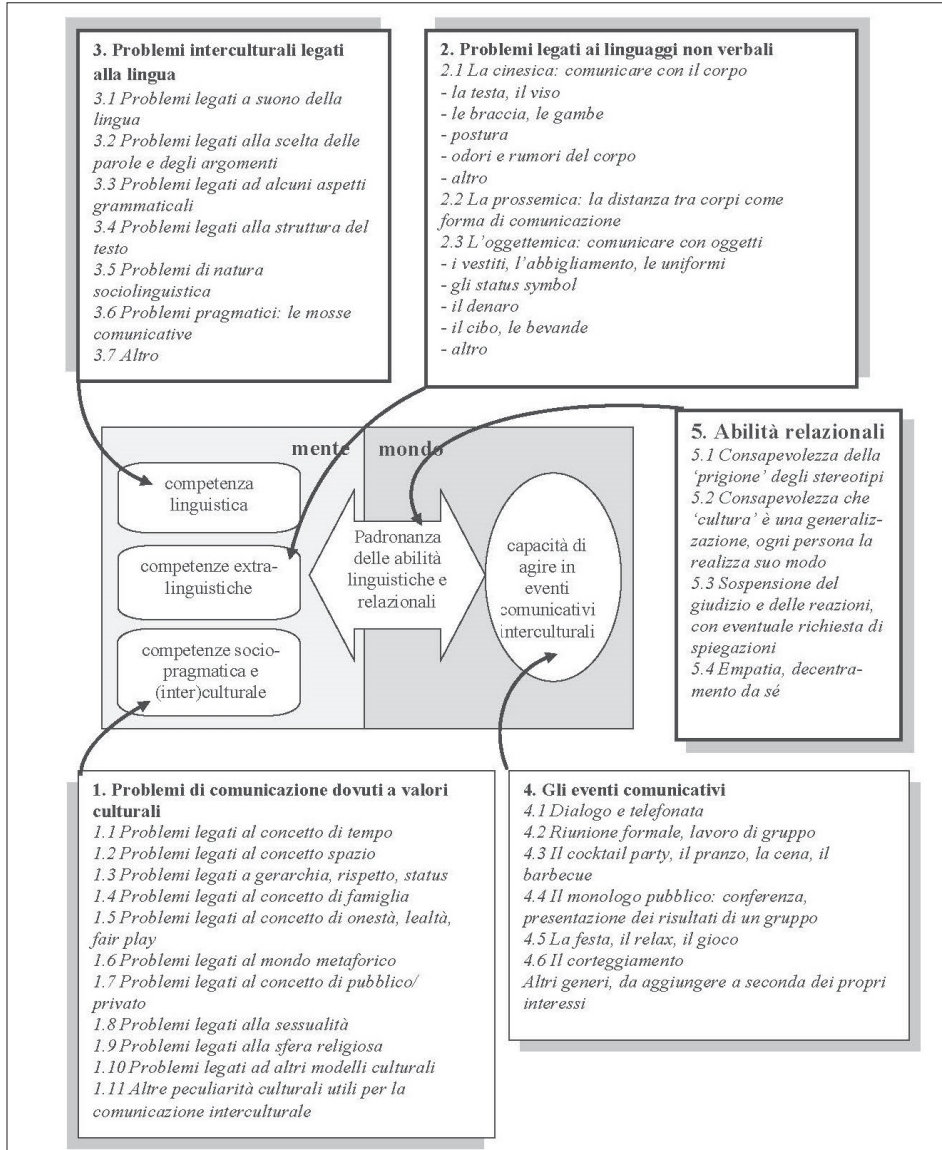 3. Problemi interculturali legati
alla lingua
3.1 Problemi legati a suono della
lingua
3.2 Problemi legati alla scelta delle
parole e degli argomenti
3.3 Problemi legati ad alcuni aspetti
grammaticali
3.4 Problemi legati alla struttura del
testo
3.5 Problemi di natura
sociolinguistica
3.6 Problemi pragmatici: le mosse
comunicative
3.7 Altro
2. Problemi legati ai linguaggi non verbali
2.1 La cinesica: comunicare con il corpo
- la testa, il viso
- le braccia, le gambe
- postura
- odori e rumori del corpo
- altro
2.2 La prossemica: la distanza tra corpi come
forma di comunicazione
2.3 L'oggettemica: comunicare con oggetti
- i vestiti, l'abbigliamento, le uniformi
- gli status symbol
- il denaro
- il cibo, le bevande
- altro
mente
mondo
competenza
linguistica
competenze extra-
linguistiche
competenze socio-
pragmatica e
(inter)culturale
Padronanza
delle abilità
linguistiche e
relazionali
capacità di
agire in
eventi
comunicativi
interculturali
5. Abilità relazionali
5.1 Consapevolezza della
'prigione' degli stereotipi
5.2 Consapevolezza che
'cultura' è una generaliz-
zazione, ogni persona la
realizza suo modo
5.3 Sospensione del
giudizio e delle reazioni,
con eventuale richiesta di
spiegazioni
5.4 Empatia, decentra-
mento da sé
1. Problemi di comunicazione dovuti a valori
culturali
1.1 Problemi legati al concetto di tempo
1.2 Problemi legati al concetto spazio
1.3 Problemi legati a gerarchia, rispetto, status
1.4 Problemi legati al concetto di famiglia
1.5 Problemi legati al concetto di onestà, lealtà,
fair play
1.6 Problemi legati al mondo metaforico
1.7 Problemi legati al concetto di pubblico/
privato
1.8 Problemi legati alla sessualità
1.9 Problemi legati alla sfera religiosa
1.10 Problemi legati ad altri modelli culturali
1.11 Altre peculiarità culturali utili per la
comunicazione interculturale
4. Gli eventi comunicativi
4.1 Dialogo e telefonata
4.2 Riunione formale, lavoro di gruppo
4.3 Il cocktail party, il pranzo, la cena, il
barbecue
4.4 Il monologo pubblico: conferenza,
presentazione dei risultati di un gruppo
4.5 La festa, il relax, il gioco
4.6 Il corteggiamento
Altri generi, da aggiungere a seconda dei propri
interessi